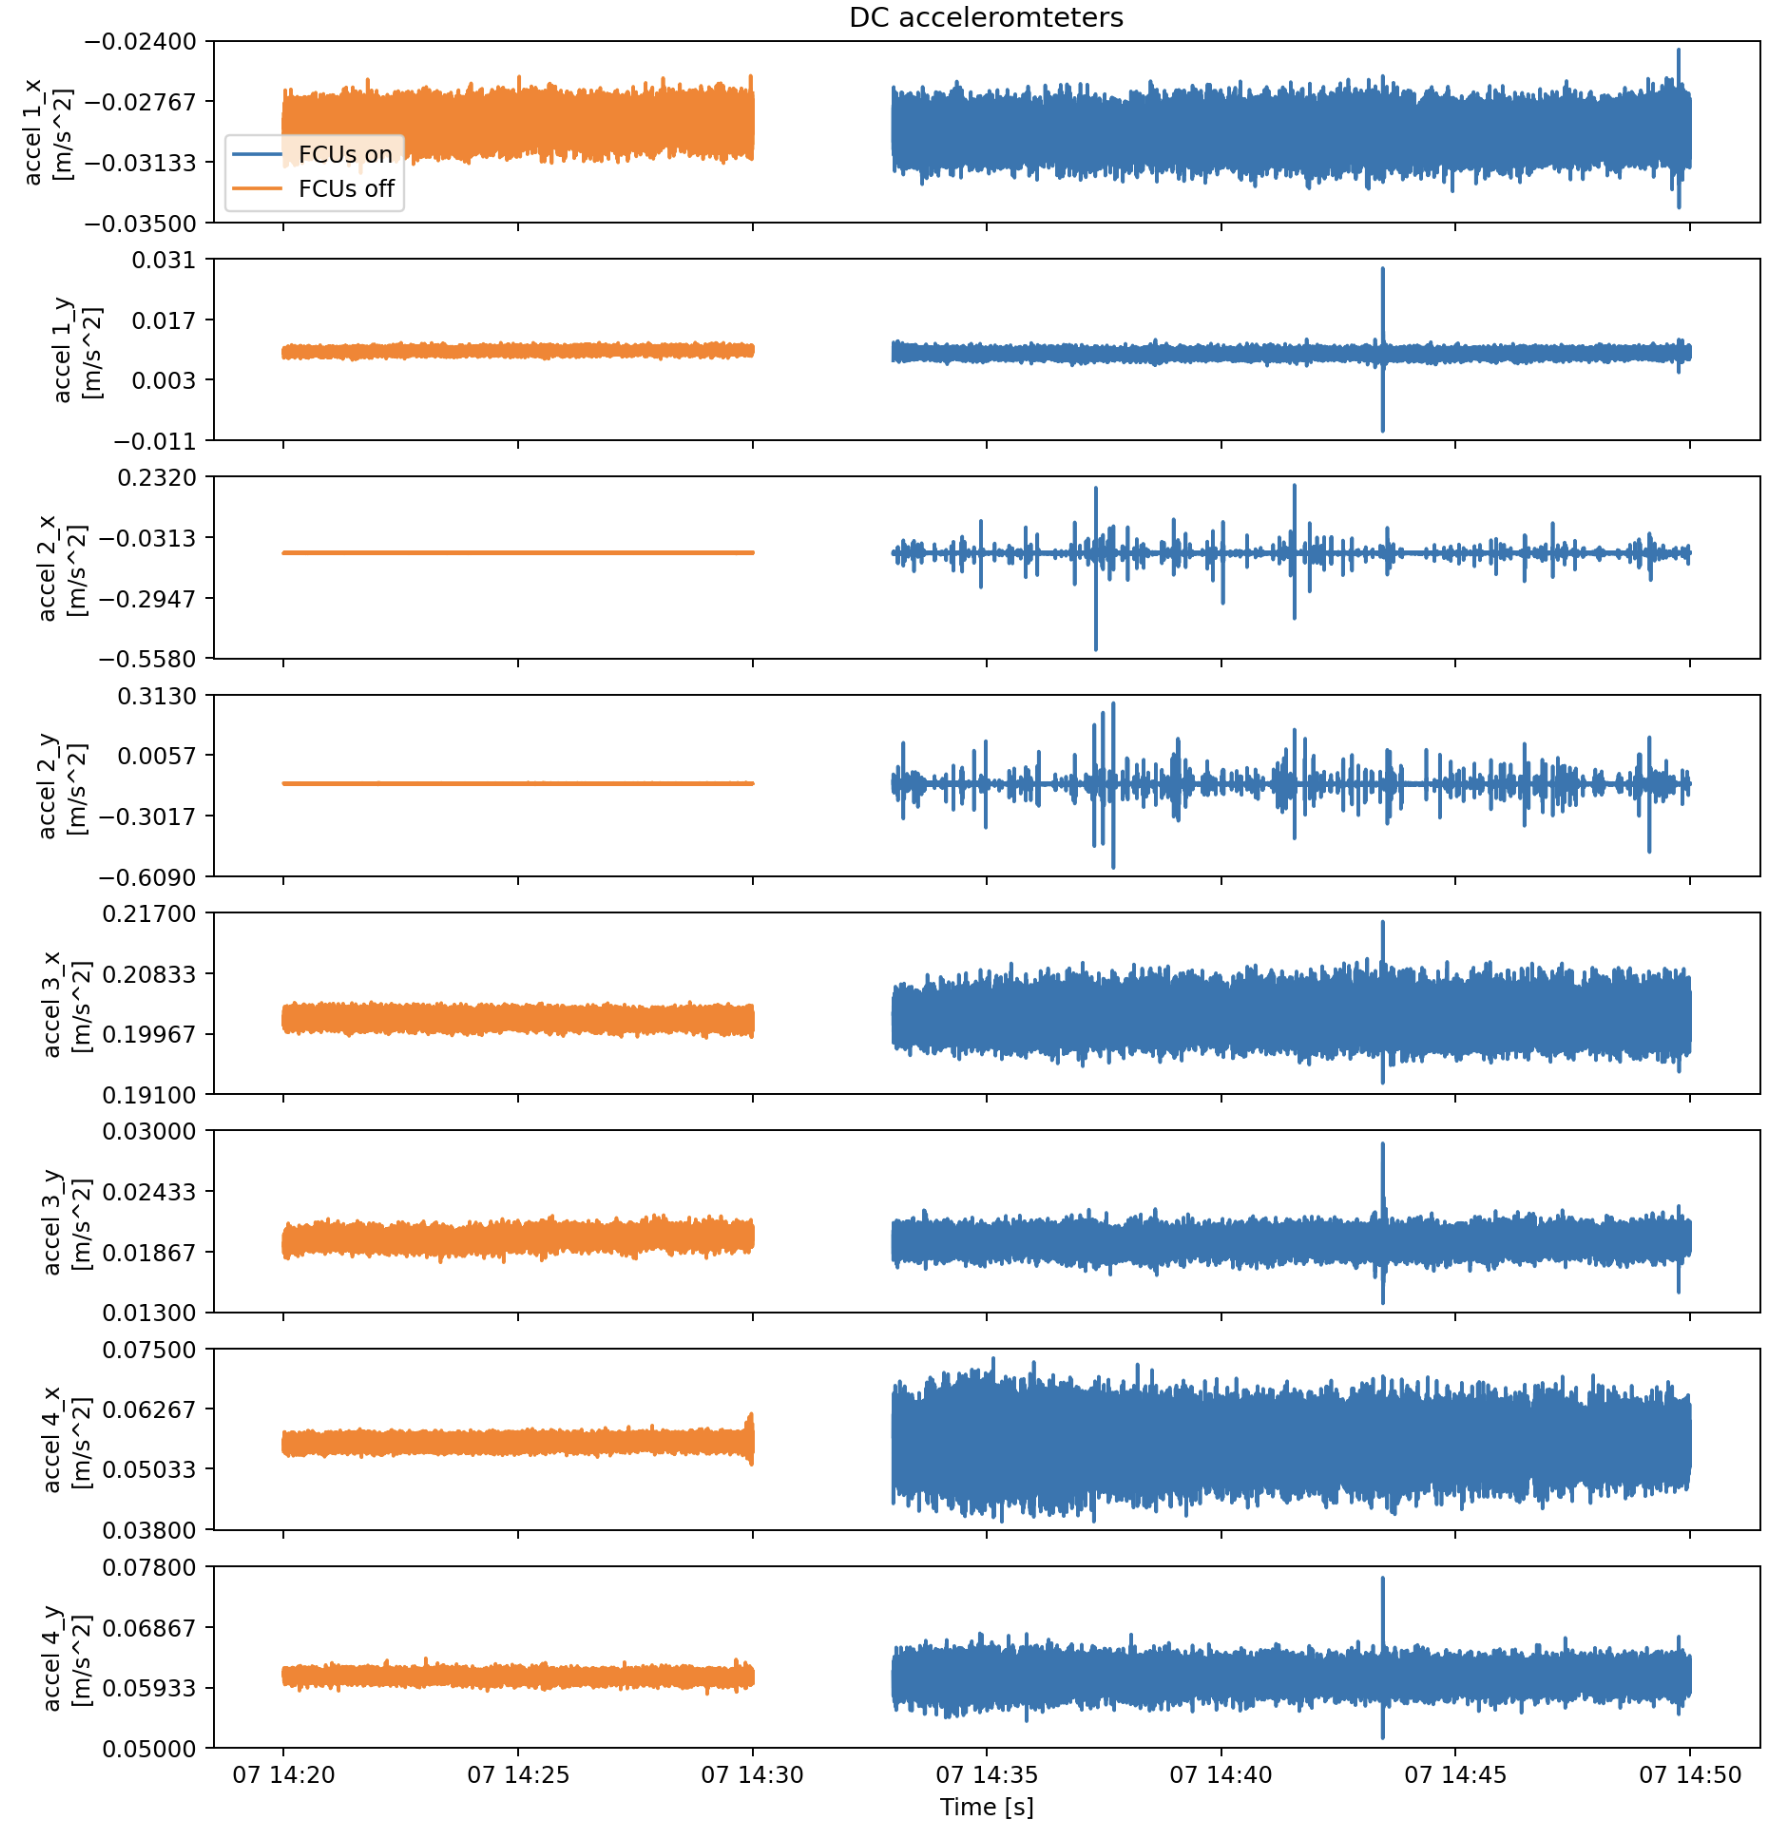 DC acceleromteters
accel 1_x
[m/s^2]
−0.02400
−0.02767
−0.03133
−0.03500
FCUs on
FCUs off
accel 1_y
[m/s^2]
0.031
0.017
0.003
−0.011
accel 2_x
[m/s^2]
0.2320
−0.0313
−0.2947
−0.5580
accel 2_y
[m/s^2]
0.3130
0.0057
−0.3017
−0.6090
accel 3_x
[m/s^2]
0.21700
0.20833
0.19967
0.19100
accel 3_y
[m/s^2]
0.03000
0.02433
0.01867
0.01300
accel 4_x
[m/s^2]
0.07500
0.06267
0.05033
0.03800
accel 4_y
[m/s^2]
0.07800
0.06867
0.05933
0.05000
07 14:20 07 14:25 07 14:30 07 14:35 07 14:40 07 14:45 07 14:50
Time [s]